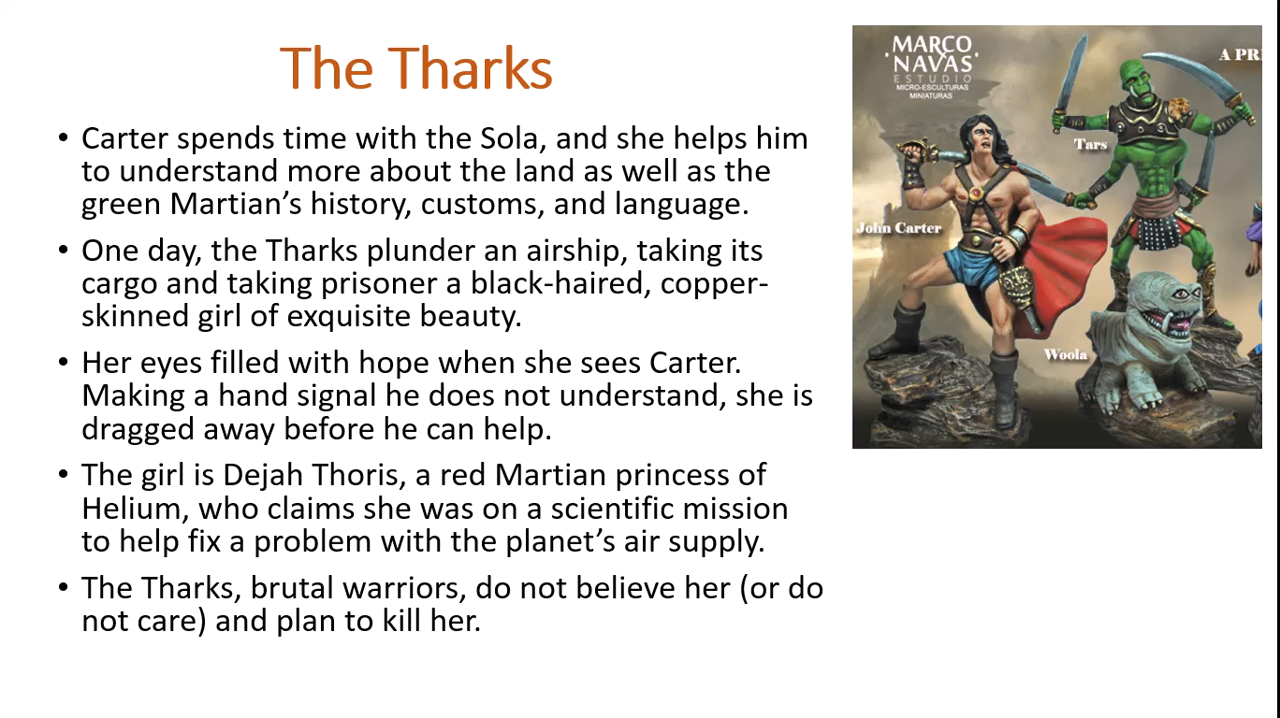 The Tharks
• Carter spends time with the Sola, and she helps him
to understand more about the land as well as the
green Martian’s history, customs, and language.
• One day, the Tharks plunder an airship, taking its
cargo and taking prisoner a black-haired, copper-
skinned girl of exquisite beauty.
• Her eyes filled with hope when she sees Carter.
Making a hand signal he does not understand, she is
dragged away before he can help.
• The girl is Dejah Thoris, a red Martian princess of
Helium, who claims she was on a scientific mission
to help fix a problem with the planet’s air supply.
• The Tharks, brutal warriors, do not believe her (or do
not care) and plan to kill her.
MARCO
NAVAS
ESTUDIO
MICRO-ESCULTURAS
MINIATURAS
A PRI
Tars
John Carter
Woola